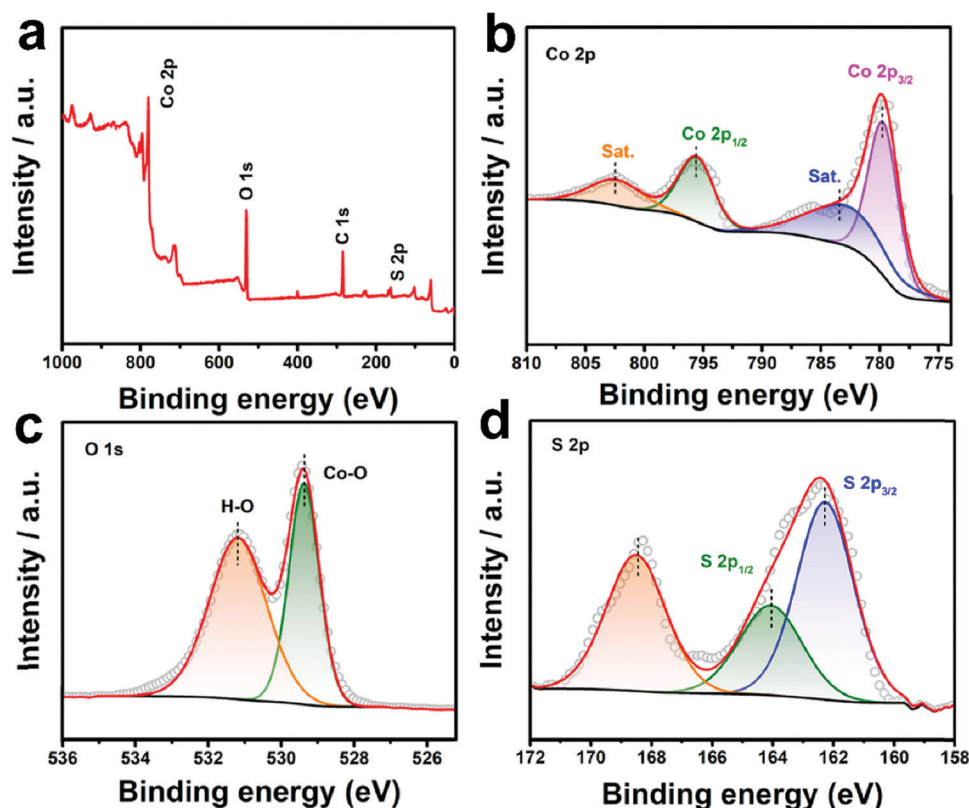 a
Co 2p
O 1s
C 1s
S 2p
Intensity / a.u.
1000 800 600 400 200 0
Binding energy (eV)
b
Co 2p
Co 2p3/2
Co 2p1/2
Sat.
Sat.
Intensity / a.u.
810 805 800 795 790 785 780 775
Binding energy (eV)
c
O 1s
Co-O
H-O
Intensity / a.u.
536 534 532 530 528 526
Binding energy (eV)
d
S 2p
S 2p3/2
S 2p1/2
Intensity / a.u.
172 170 168 166 164 162 160 158
Binding energy (eV)